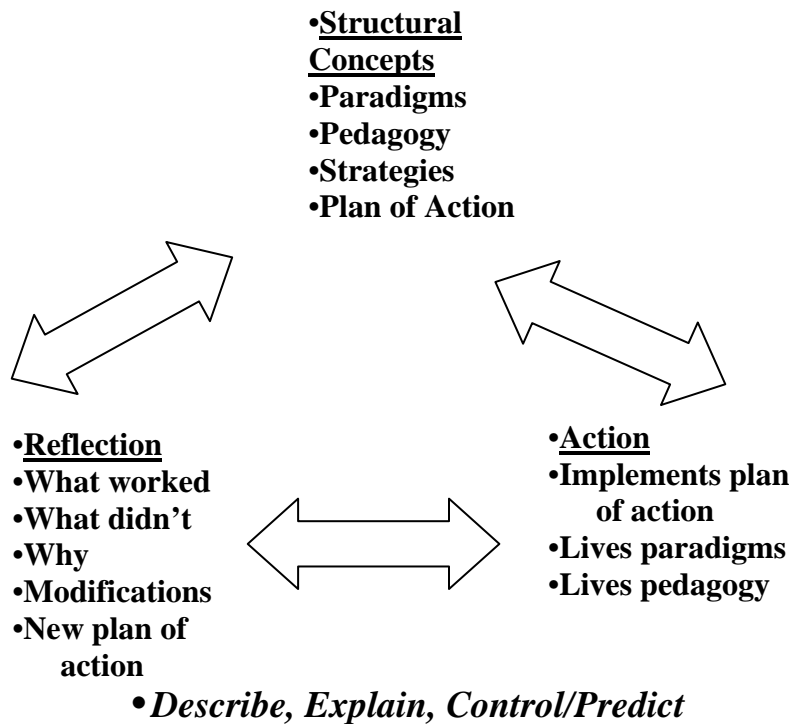 •Structural
Concepts
•Paradigms
•Pedagogy
•Strategies
•Plan of Action
•Reflection
•What worked
•What didn’t
•Why
•Modifications
•New plan of
action
•Action
•Implements plan
of action
•Lives paradigms
•Lives pedagogy
•Describe, Explain, Control/Predict